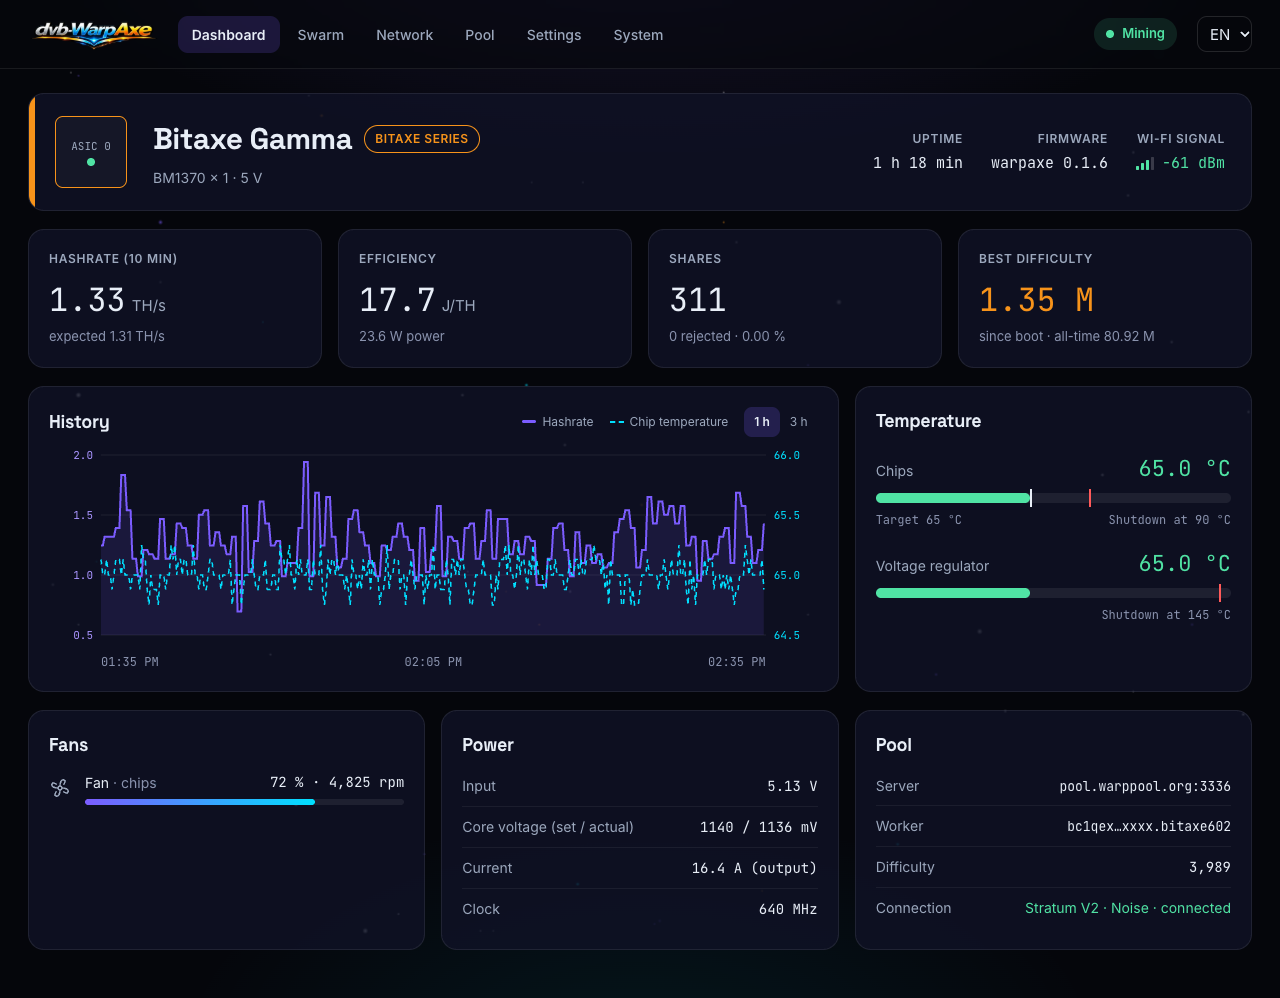 dvb-WarpAxe
Dashboard
Swarm
Network
Pool
Settings
System
Mining
EN
ASIC 0
Bitaxe Gamma
BITAXE SERIES
BM1370 × 1 · 5 V
UPTIME
1 h 18 min
FIRMWARE
warpaxe 0.1.6
WI-FI SIGNAL
-61 dBm
HASHRATE (10 MIN)
1.33 TH/s
expected 1.31 TH/s
EFFICIENCY
17.7 J/TH
23.6 W power
SHARES
311
0 rejected · 0.00 %
BEST DIFFICULTY
1.35 M
since boot · all-time 80.92 M
History
Hashrate
Chip temperature
1 h
3 h
2.0
1.5
1.0
0.5
66.0
65.5
65.0
64.5
01:35 PM
02:05 PM
02:35 PM
Temperature
Chips
65.0 °C
Target 65 °C
Shutdown at 90 °C
Voltage regulator
65.0 °C
Shutdown at 145 °C
Fans
Fan · chips
72 % · 4,825 rpm
Power
Input
5.13 V
Core voltage (set / actual)
1140 / 1136 mV
Current
16.4 A (output)
Clock
640 MHz
Pool
Server
pool.warppool.org:3336
Worker
bc1qex…xxxx.bitaxe602
Difficulty
3,989
Connection
Stratum V2 · Noise · connected